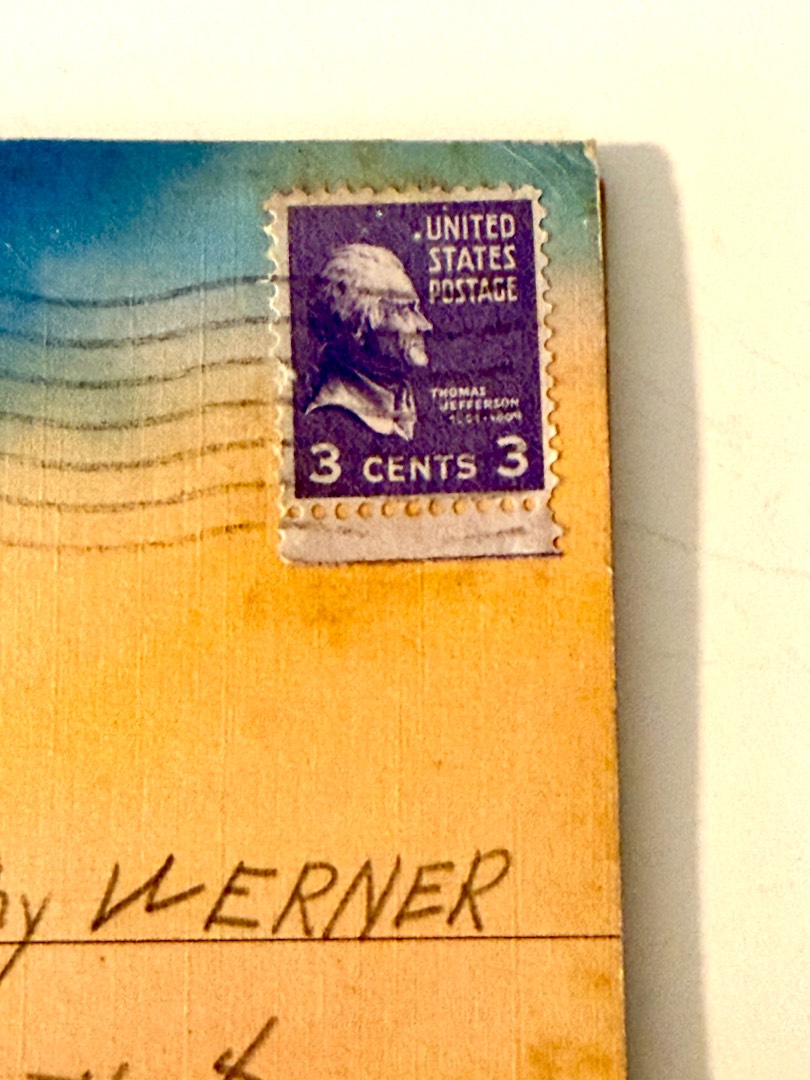 UNITED
STATES
POSTAGE
THOMAS
JEFFERSON
3 CENTS 3
WERNER